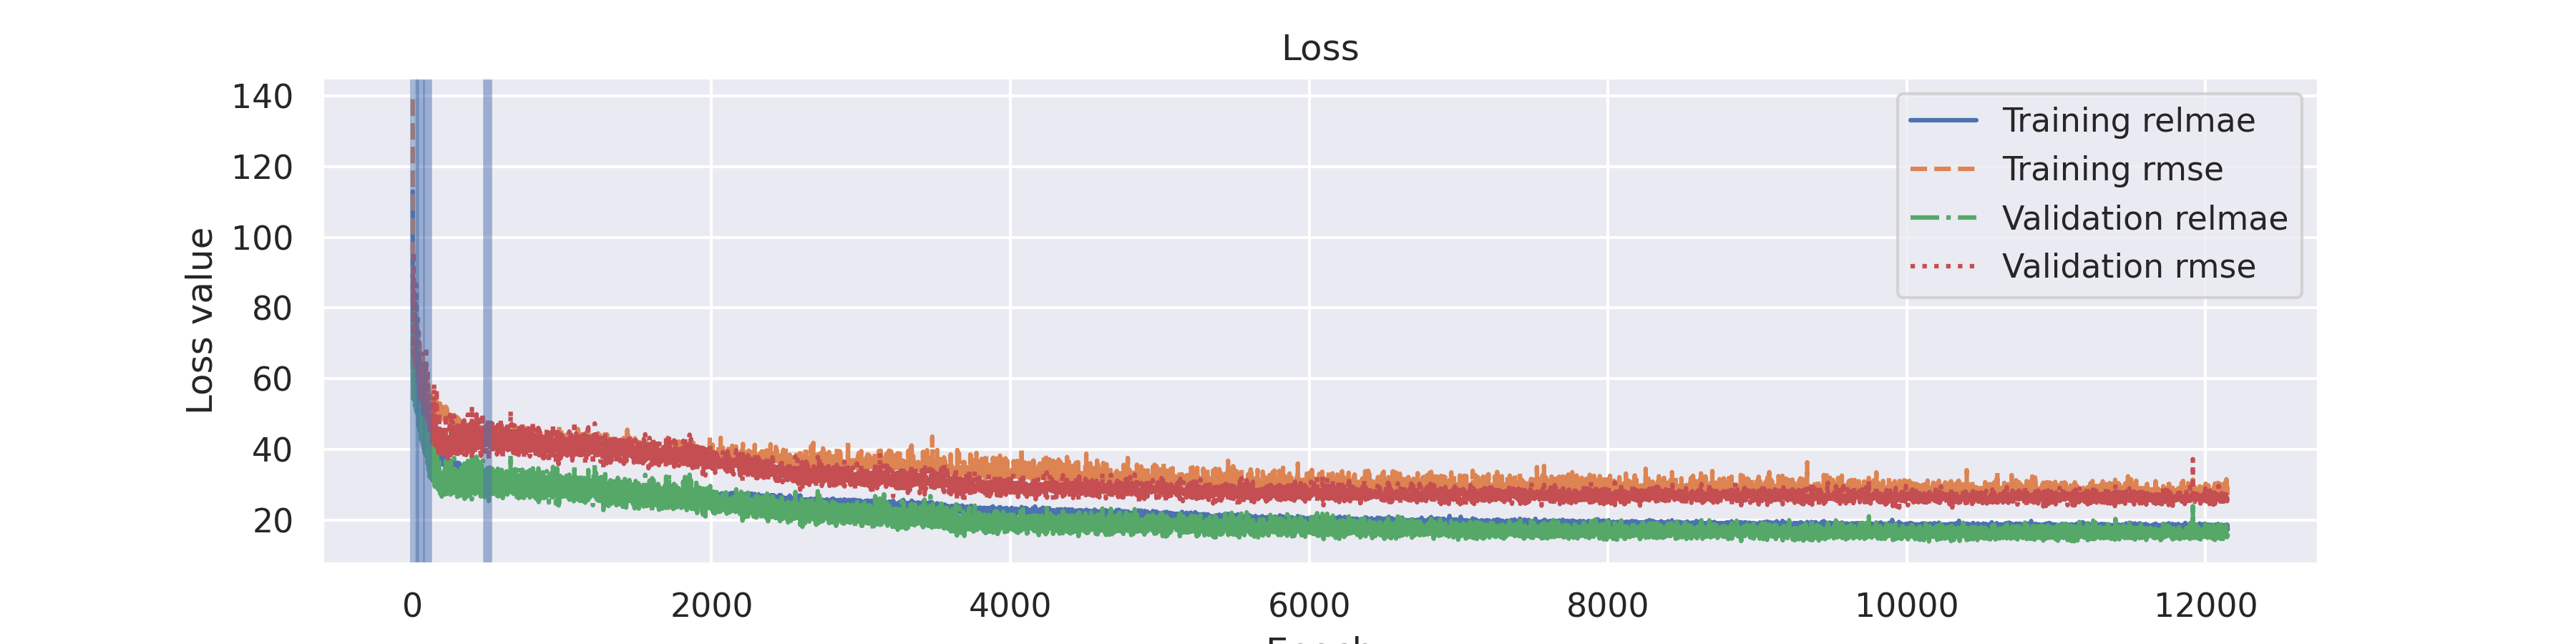 Loss
140
120
100
80
60
40
20
Loss value
Training relmae
Training rmse
Validation relmae
Validation rmse
0 2000 4000 6000 8000 10000 12000
Epoch